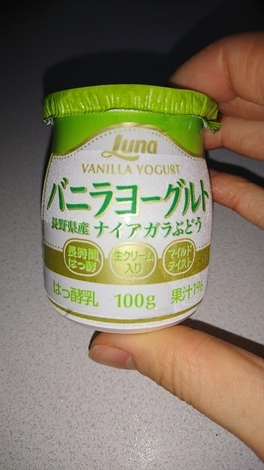 Luna
VANILLA YOGURT
バニラヨーグルト
長野県産 ナイアガラぶどう
長時間 はっ酵
生クリーム 入り
マイルド テイスト
はっ酵乳 100g 果汁1%